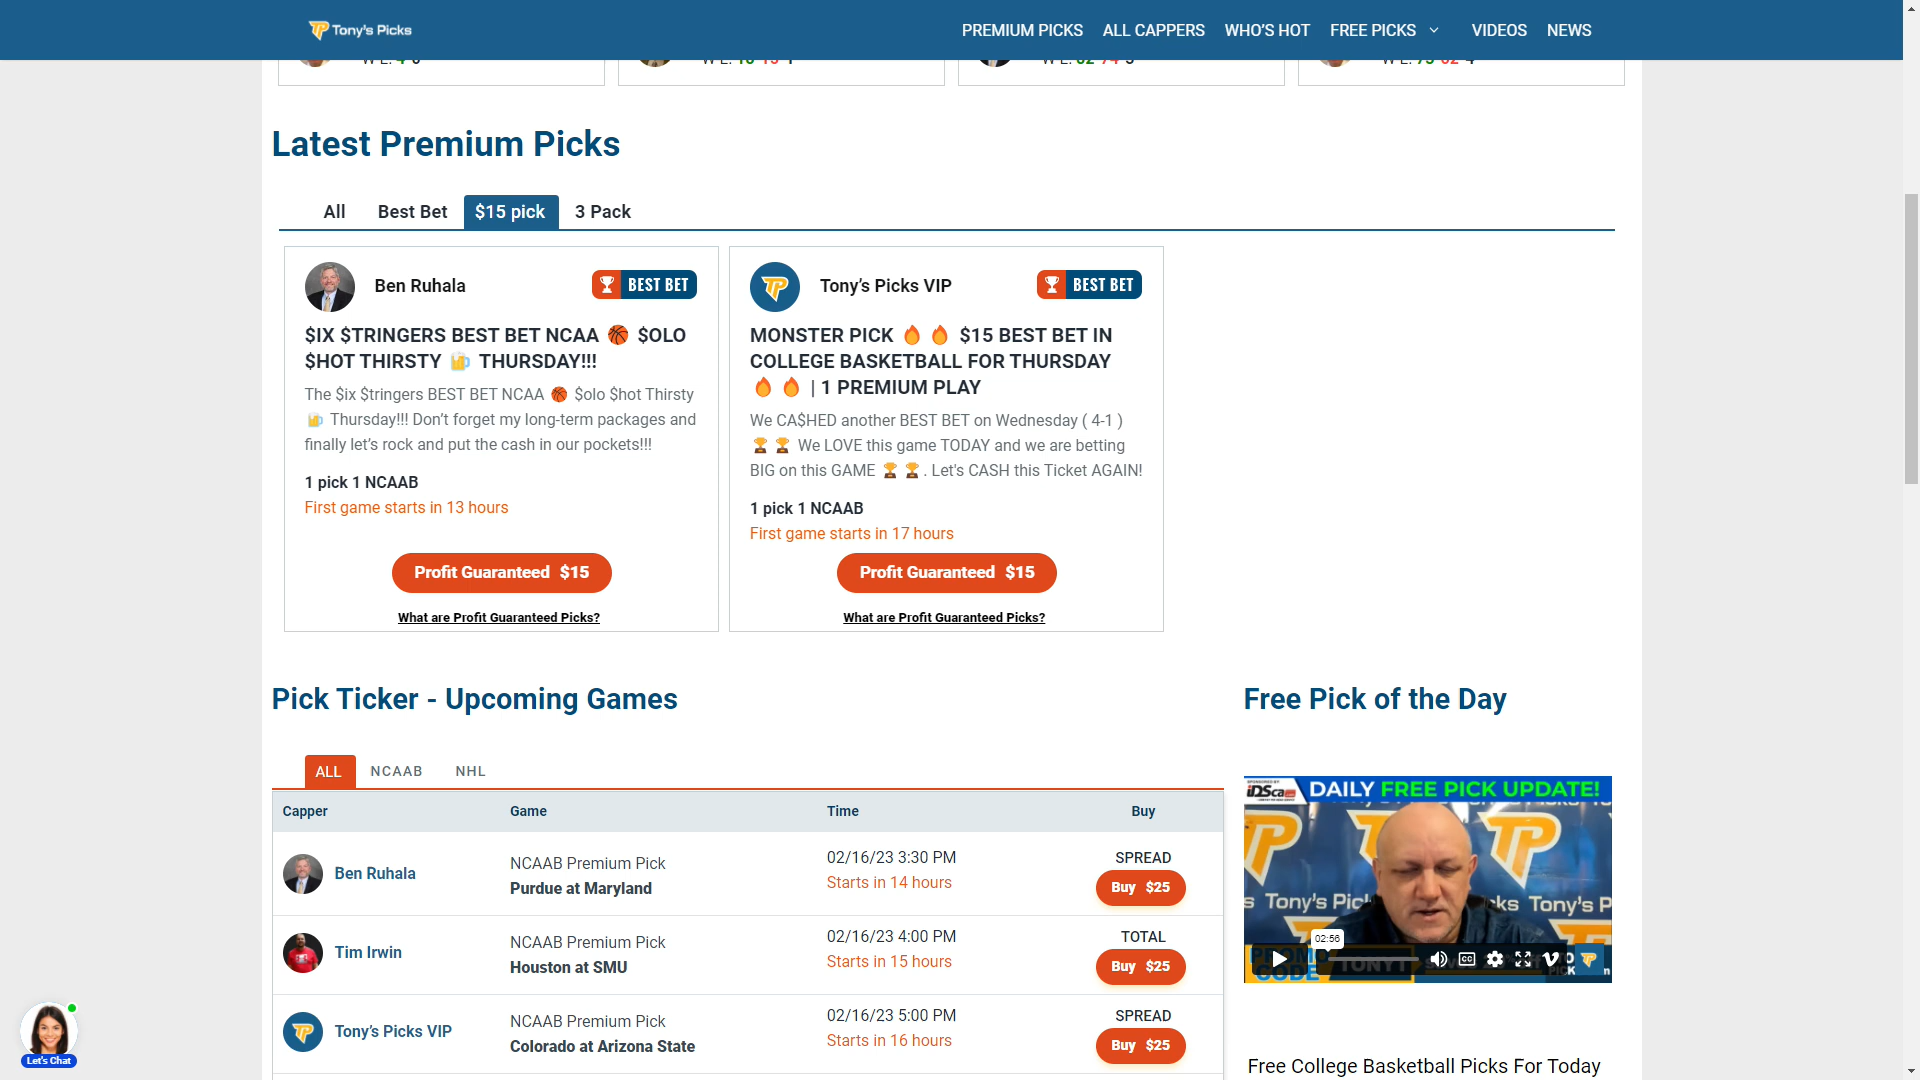 Tony's Picks
PREMIUM PICKS ALL CAPPERS WHO'S HOT FREE PICKS VIDEOS NEWS
Latest Premium Picks
All Best Bet $15 pick 3 Pack
Ben Ruhala BEST BET
$IX $TRINGERS BEST BET NCAA 🏀 $OLO
$HOT THIRSTY 🍺 THURSDAY!!!
The $ix $tringers BEST BET NCAA 🏀 $olo $hot Thirsty
🍺 Thursday!!! Don't forget my long-term packages and
finally let's rock and put the cash in our pockets!!!
1 pick 1 NCAAB
First game starts in 13 hours
Profit Guaranteed $15
What are Profit Guaranteed Picks?
Tony's Picks VIP BEST BET
MONSTER PICK 🔥 🔥 $15 BEST BET IN
COLLEGE BASKETBALL FOR THURSDAY
🔥 🔥 | 1 PREMIUM PLAY
We CA$HED another BEST BET on Wednesday ( 4-1 )
🏆 🏆 We LOVE this game TODAY and we are betting
BIG on this GAME 🏆 🏆. Let's CASH this Ticket AGAIN!
1 pick 1 NCAAB
First game starts in 17 hours
Profit Guaranteed $15
What are Profit Guaranteed Picks?
Pick Ticker - Upcoming Games
ALL NCAAB NHL
Capper Game Time Buy
Ben Ruhala
NCAAB Premium Pick
Purdue at Maryland
02/16/23 3:30 PM
Starts in 14 hours
SPREAD
Buy $25
Tim Irwin
NCAAB Premium Pick
Houston at SMU
02/16/23 4:00 PM
Starts in 15 hours
TOTAL
Buy $25
Tony's Picks VIP
NCAAB Premium Pick
Colorado at Arizona State
02/16/23 5:00 PM
Starts in 16 hours
SPREAD
Buy $25
Free Pick of the Day
SPONSORED BY:
iDSca
DAILY FREE PICK UPDATE!
Tony's
02:56
PROMO
CODE
TONY1
CC
Free College Basketball Picks For Today
Let's Chat